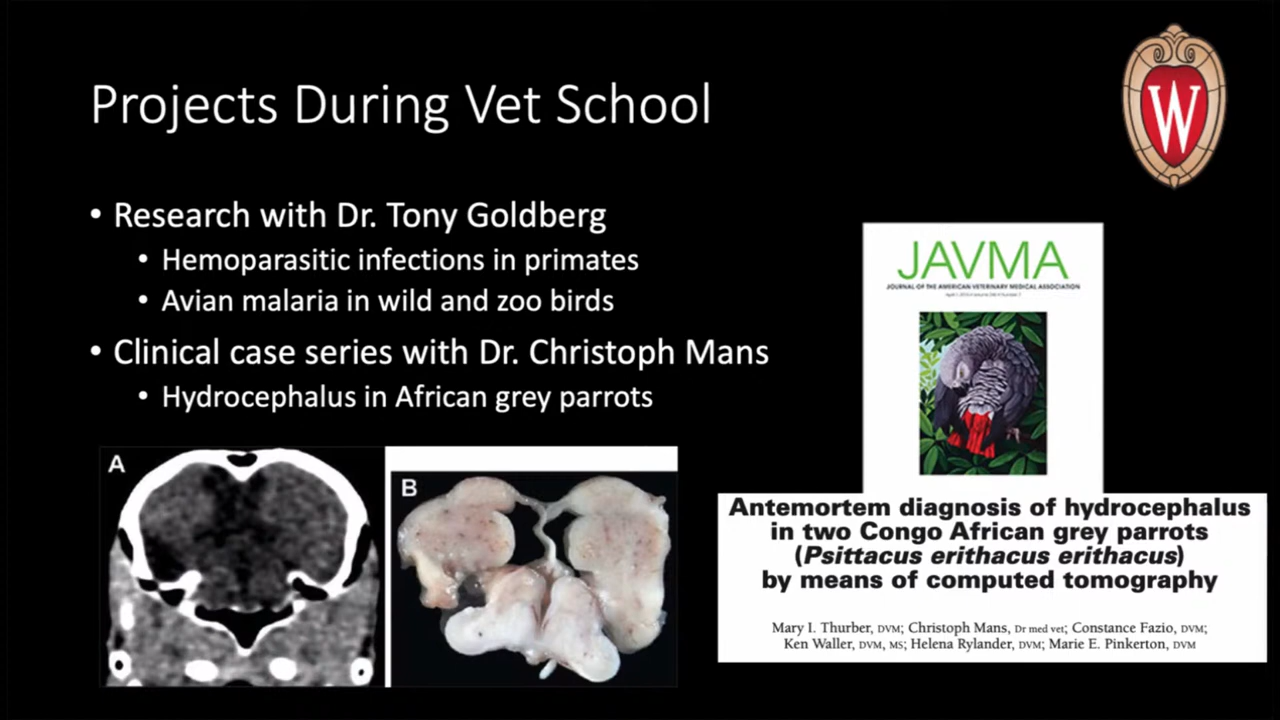 Projects During Vet School
W
• Research with Dr. Tony Goldberg
• Hemoparasitic infections in primates
• Avian malaria in wild and zoo birds
• Clinical case series with Dr. Christoph Mans
• Hydrocephalus in African grey parrots
A
B
JAVMA
JOURNAL OF THE AMERICAN VETERINARY MEDICAL ASSOCIATION
Antemortem diagnosis of hydrocephalus
in two Congo African grey parrots
(Psittacus erithacus erithacus)
by means of computed tomography
Mary I. Thurber, DVM; Christoph Mans, Dr med vet; Constance Fazio, DVM;
Ken Waller, DVM, MS; Helena Rylander, DVM; Marie E. Pinkerton, DVM